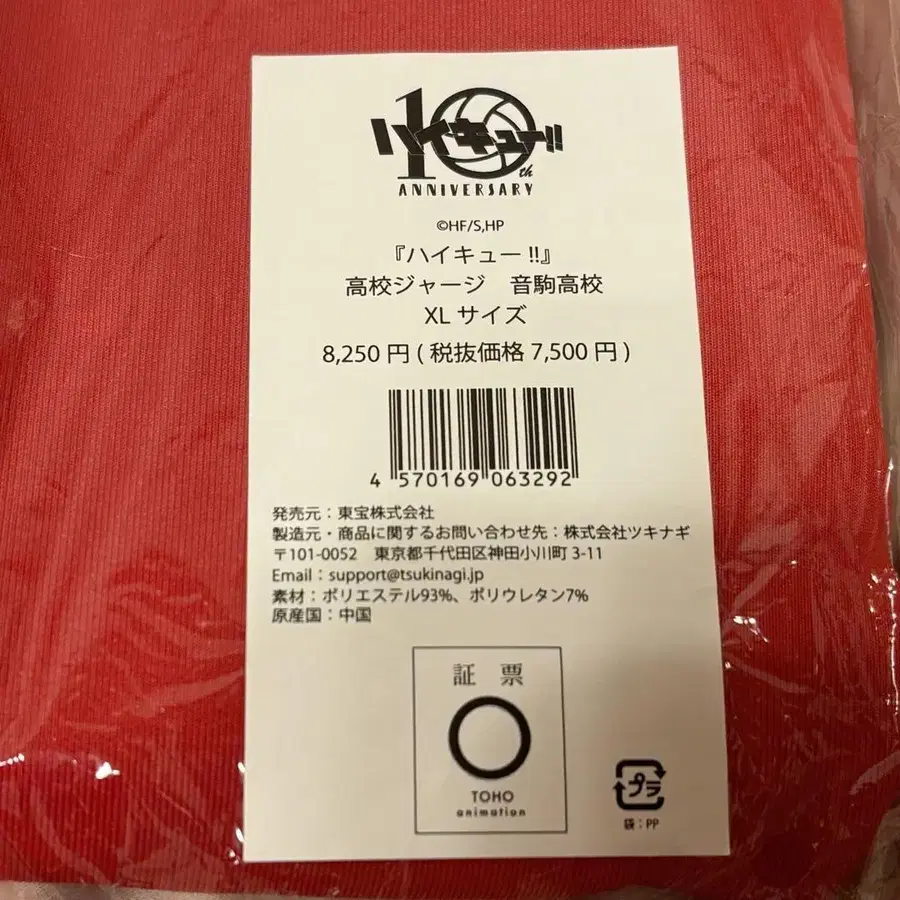 10th
ハイキュー!!
ANNIVERSARY
©HF/S,HP
『ハイキュー!!』
高校ジャージ　音駒高校
XL サイズ
8,250 円 ( 税抜価格 7,500 円 )
4 570169 063292
発売元：東宝株式会社
製造元・商品に関するお問い合わせ先：株式会社ツキナギ
〒101-0052　東京都千代田区神田小川町 3-11
Email：support@tsukinagi.jp
素材：ポリエステル93%、ポリウレタン7%
原産国：中国
証 票
TOHO
animation
プラ
袋：PP